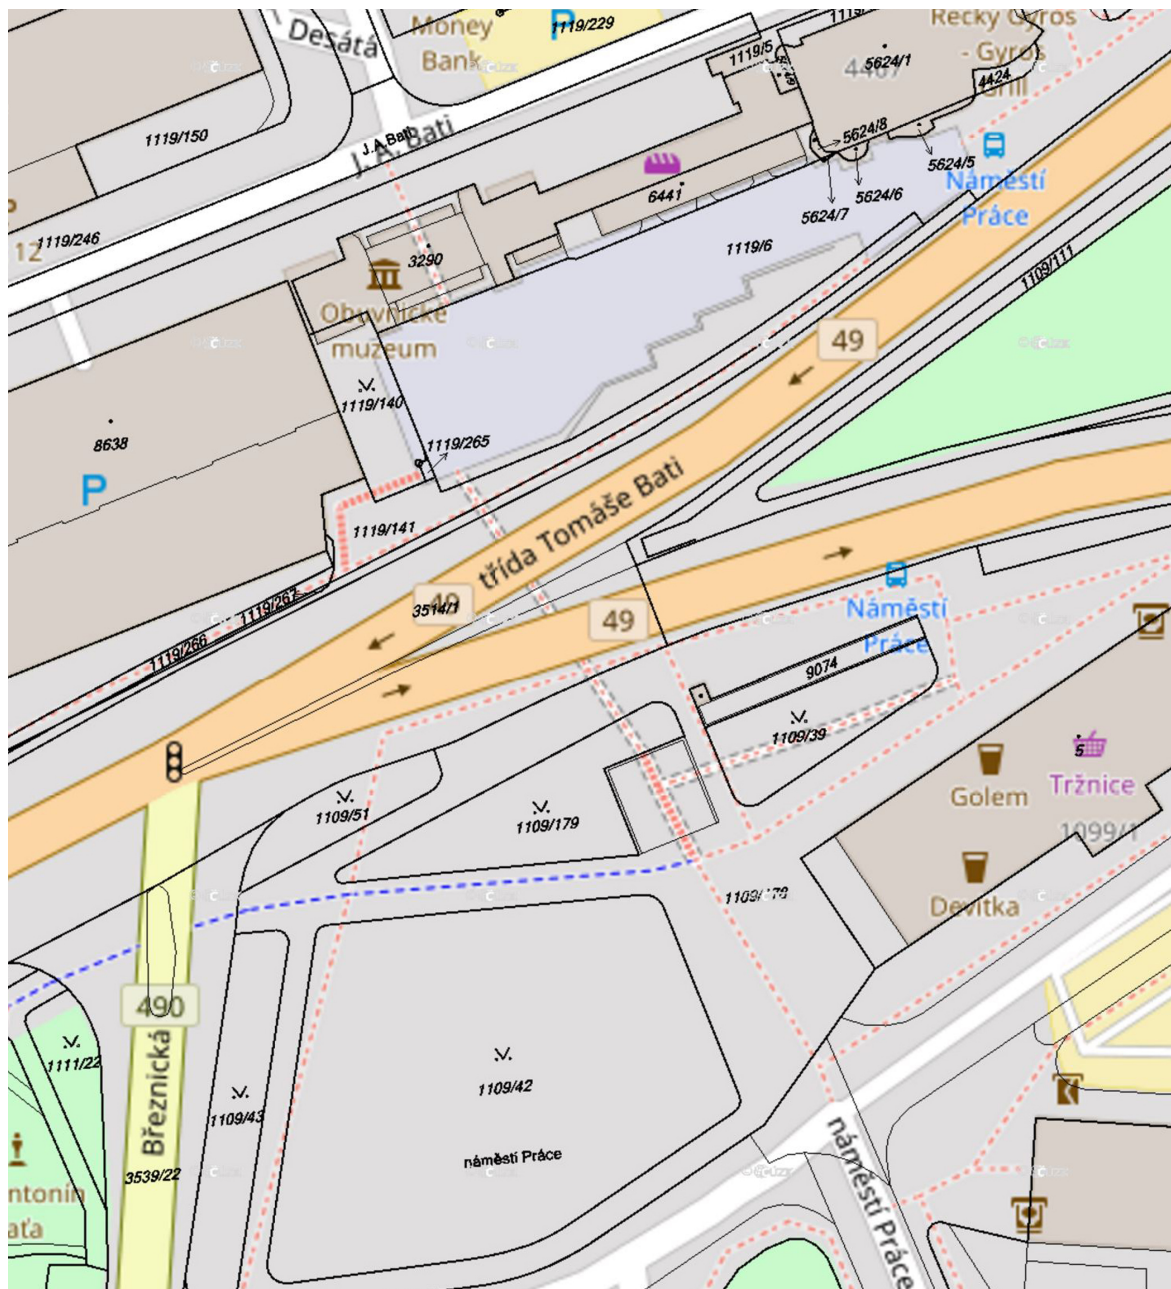 Desátá
Money
Bank
P
1119/229
1119/5
Řecký Gyros
- Gyros
Grill
5624/1
4424
1119/150
J.A.Bati
J. A. Bati
5624/8
5624/5
5624/6
5624/7
Náměstí
Práce
6441
1119/6
1119/246
12
3290
Obuvnické
muzeum
1109/111
49
1119/140
1119/265
8638
P
třída Tomáše Bati
1119/141
49
3514/1
49
1119/267
1119/266
Náměstí
Práce
9074
1109/39
5
Tržnice
Golem
1099/1
1109/51
1109/179
1109/178
Devítka
490
Březnická
1111/22
1109/43
1109/42
náměstí Práce
3539/22
náměstí Práce